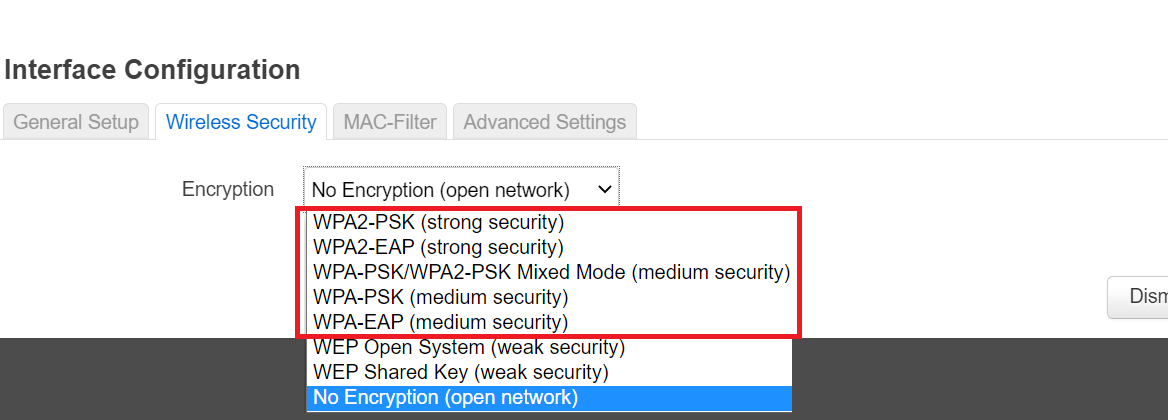 Interface Configuration
General Setup Wireless Security MAC-Filter Advanced Settings
Encryption No Encryption (open network)
WPA2-PSK (strong security)
WPA2-EAP (strong security)
WPA-PSK/WPA2-PSK Mixed Mode (medium security)
WPA-PSK (medium security)
Dism
WPA-EAP (medium security)
WEP Open System (weak security)
WEP Shared Key (weak security)
No Encryption (open network)